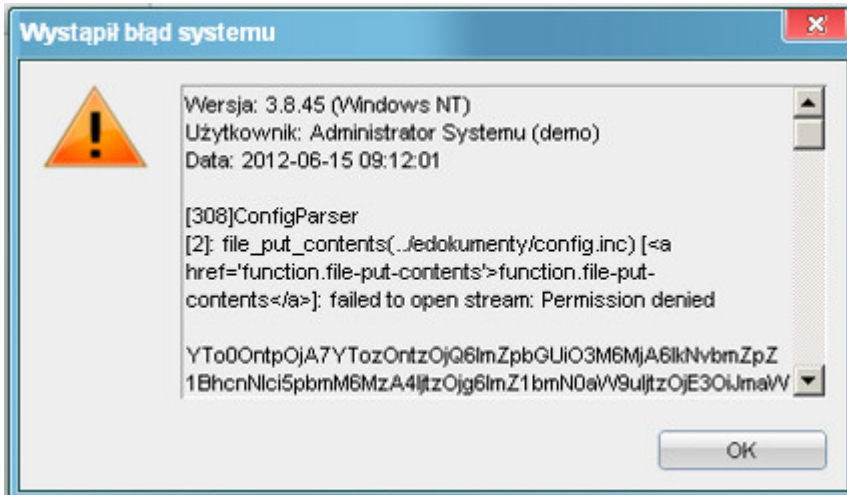 Wystąpił błąd systemu
Wersja: 3.8.45 (Windows NT)
Użytkownik: Administrator Systemu (demo)
Data: 2012-06-15 09:12:01
[308]ConfigParser
[2]: file_put_contents(../edokumenty/config.inc) [<a
href='function.file-put-contents'>function.file-put-
contents</a>]: failed to open stream: Permission denied
YTo0OntpOjA7YTozOntzOjQ6ImZpbGUiO3M6MjA6IkNvbmZpZ
1BhcnNlci5pbmM6MzA4IjtzOjg6ImZ1bmN0aW9uIjtzOjE3OiJmaW
OK